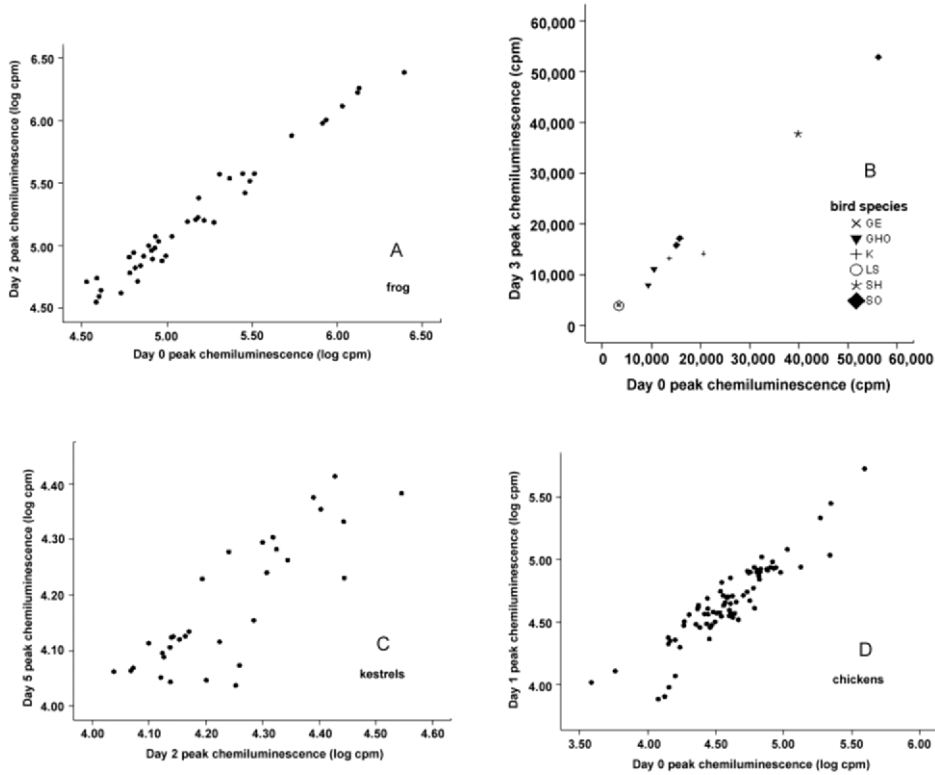 Day 2 peak chemiluminescence (log cpm)
6.50
6.00
5.50
5.00
4.50
4.50 5.00 5.50 6.00 6.50
Day 0 peak chemiluminescence (log cpm)
A
frog
Day 3 peak chemiluminescence (cpm)
60,000
50,000
40,000
30,000
20,000
10,000
0
0 10,000 20,000 30,000 40,000 50,000 60,000
Day 0 peak chemiluminescence (cpm)
B
bird species
GE
GHO
K
LS
SH
SO
Day 5 peak chemiluminescence (log cpm)
4.40
4.30
4.20
4.10
4.00
4.00 4.10 4.20 4.30 4.40 4.50 4.60
Day 2 peak chemiluminescence (log cpm)
C
kestrels
Day 1 peak chemiluminescence (log cpm)
5.50
5.00
4.50
4.00
3.50 4.00 4.50 5.00 5.50 6.00
Day 0 peak chemiluminescence (log cpm)
D
chickens